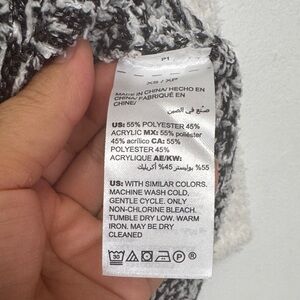 P1
XS / XP
MADE IN CHINA/ HECHO EN
CHINA/ FABRIQUÉ EN
CHINE/
صنع في الصين
US: 55% POLYESTER 45%
ACRYLIC MX: 55% poliéster
45% acrílico CA: 55%
POLYESTER 45%
ACRYLIQUE AE/KW:
55% بوليستر 45% أكريليك
US: WITH SIMILAR COLORS.
MACHINE WASH COLD,
GENTLE CYCLE. ONLY
NON-CHLORINE BLEACH.
TUMBLE DRY LOW. WARM
IRON. MAY BE DRY
CLEANED